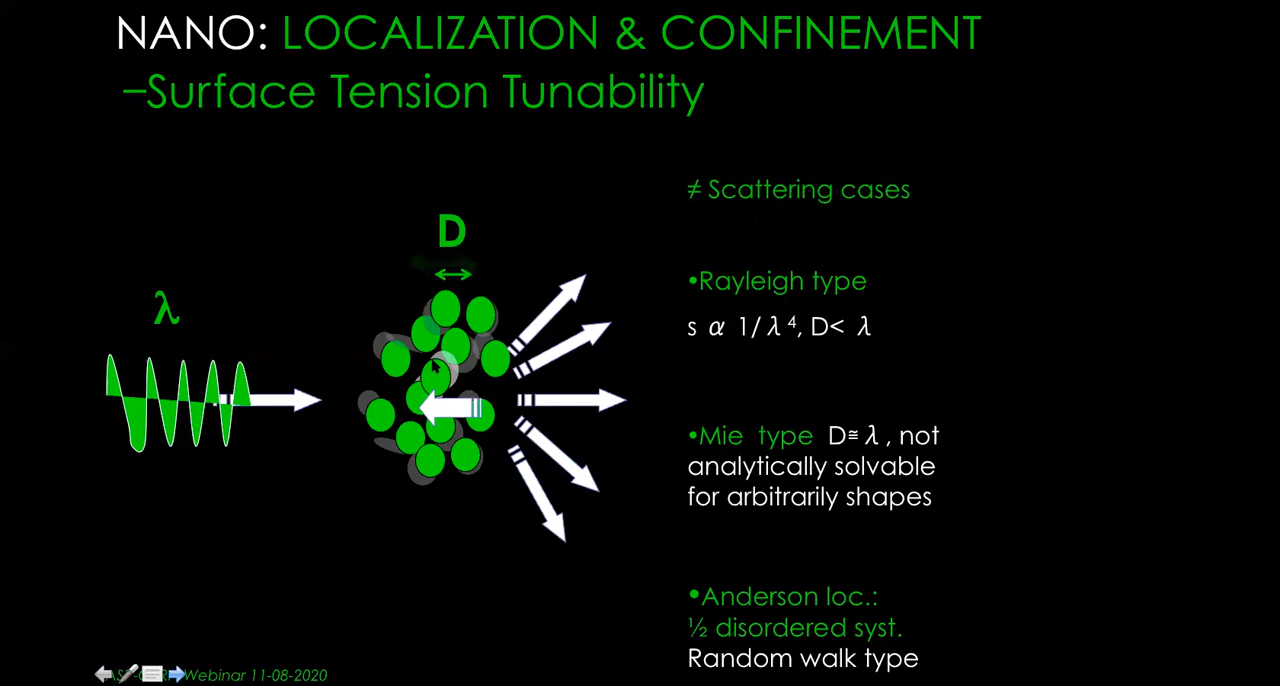 NANO: LOCALIZATION & CONFINEMENT
–Surface Tension Tunability
≠ Scattering cases
D
•Rayleigh type
λ
s α 1/ λ ⁴, D< λ
•Mie type D≅ λ , not
analytically solvable
for arbitrarily shapes
•Anderson loc.:
½ disordered syst.
Random walk type
Webinar 11-08-2020